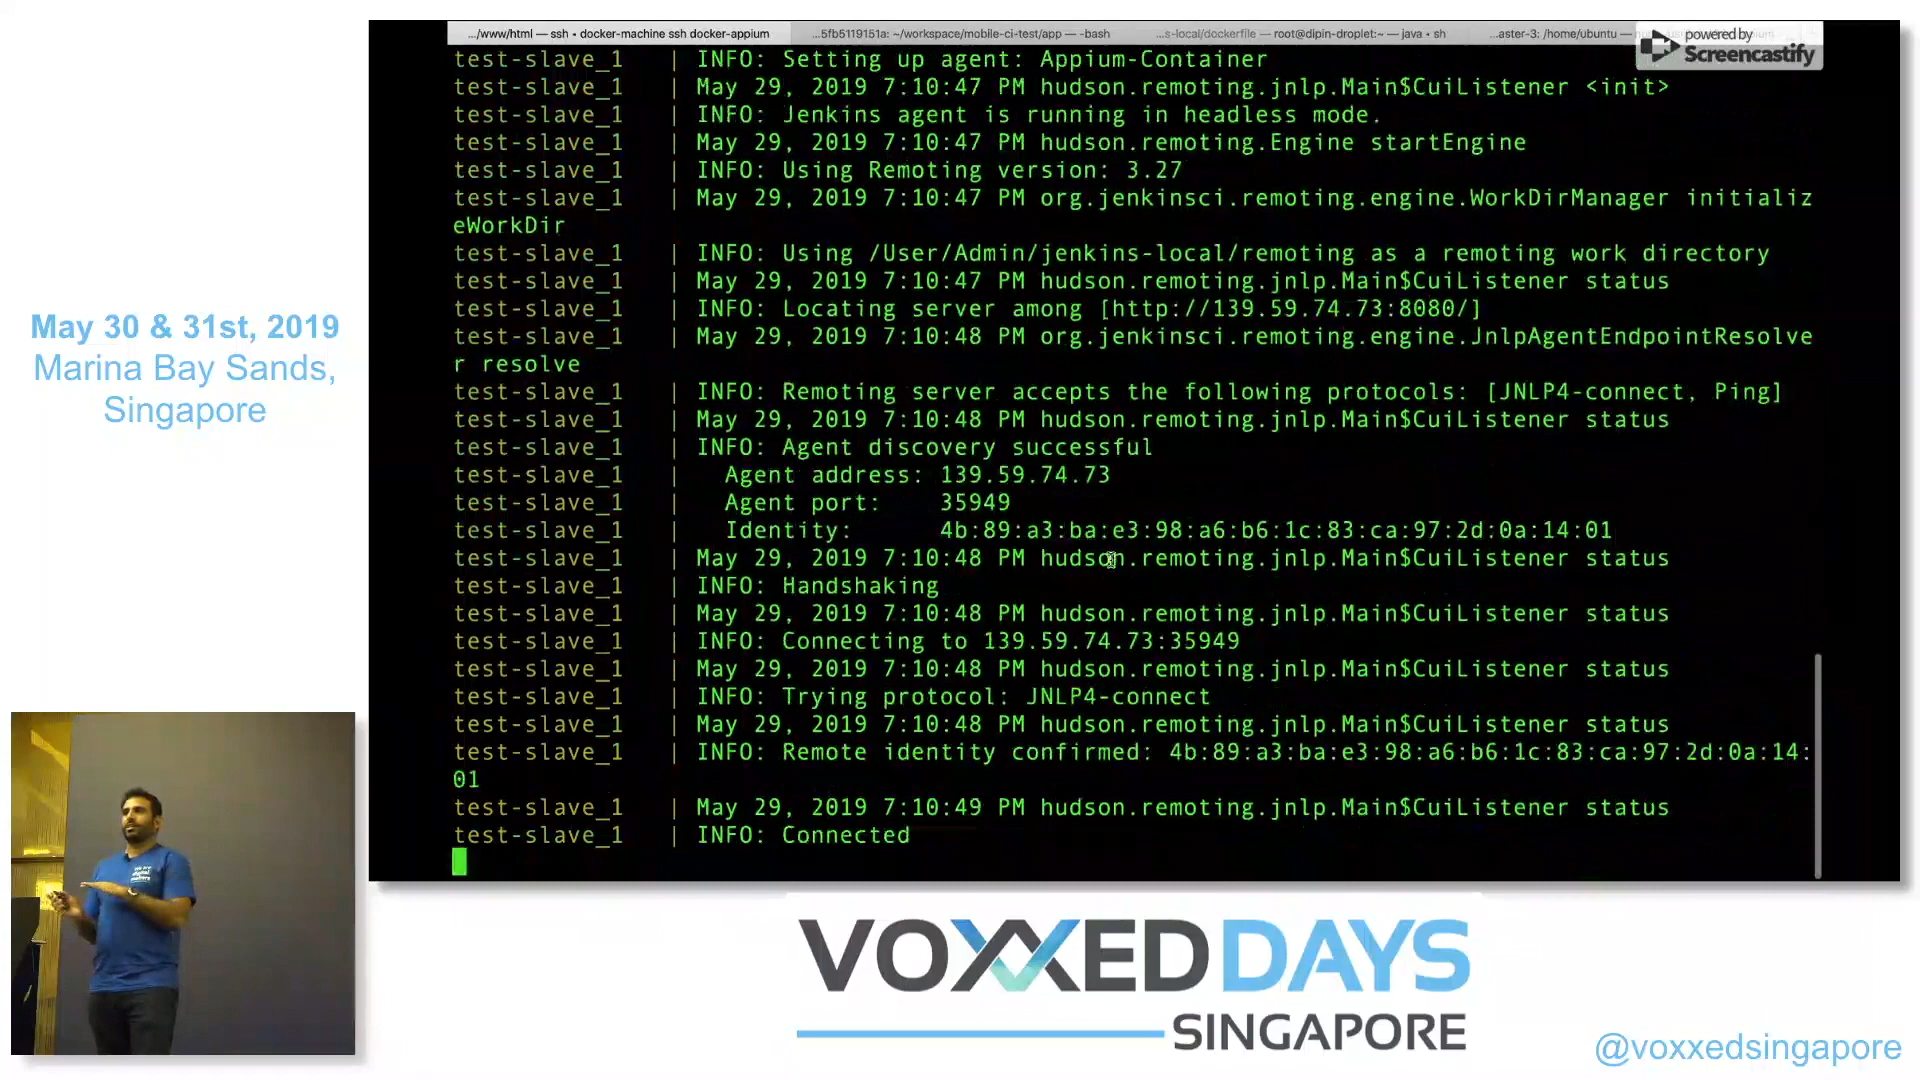 .../www/html — ssh • docker-machine ssh docker-appium
...5fb5119151a: ~/workspace/mobile-ci-test/app — -bash
...s-local/dockerfile — root@dipin-droplet:~ — java • sh
...aster-3: /home/ubuntu —
powered by
Screencastify
test-slave_1 | INFO: Setting up agent: Appium-Container
test-slave_1 | May 29, 2019 7:10:47 PM hudson.remoting.jnlp.Main$CuiListener <init>
test-slave_1 | INFO: Jenkins agent is running in headless mode.
test-slave_1 | May 29, 2019 7:10:47 PM hudson.remoting.Engine startEngine
test-slave_1 | INFO: Using Remoting version: 3.27
test-slave_1 | May 29, 2019 7:10:47 PM org.jenkinsci.remoting.engine.WorkDirManager initializ
eWorkDir
test-slave_1 | INFO: Using /User/Admin/jenkins-local/remoting as a remoting work directory
test-slave_1 | May 29, 2019 7:10:47 PM hudson.remoting.jnlp.Main$CuiListener status
test-slave_1 | INFO: Locating server among [http://139.59.74.73:8080/]
test-slave_1 | May 29, 2019 7:10:48 PM org.jenkinsci.remoting.engine.JnlpAgentEndpointResolve
r resolve
test-slave_1 | INFO: Remoting server accepts the following protocols: [JNLP4-connect, Ping]
test-slave_1 | May 29, 2019 7:10:48 PM hudson.remoting.jnlp.Main$CuiListener status
test-slave_1 | INFO: Agent discovery successful
test-slave_1 | Agent address: 139.59.74.73
test-slave_1 | Agent port: 35949
test-slave_1 | Identity: 4b:89:a3:ba:e3:98:a6:b6:1c:83:ca:97:2d:0a:14:01
test-slave_1 | May 29, 2019 7:10:48 PM hudson.remoting.jnlp.Main$CuiListener status
test-slave_1 | INFO: Handshaking
test-slave_1 | May 29, 2019 7:10:48 PM hudson.remoting.jnlp.Main$CuiListener status
test-slave_1 | INFO: Connecting to 139.59.74.73:35949
test-slave_1 | May 29, 2019 7:10:48 PM hudson.remoting.jnlp.Main$CuiListener status
test-slave_1 | INFO: Trying protocol: JNLP4-connect
test-slave_1 | May 29, 2019 7:10:48 PM hudson.remoting.jnlp.Main$CuiListener status
test-slave_1 | INFO: Remote identity confirmed: 4b:89:a3:ba:e3:98:a6:b6:1c:83:ca:97:2d:0a:14:
01
test-slave_1 | May 29, 2019 7:10:49 PM hudson.remoting.jnlp.Main$CuiListener status
test-slave_1 | INFO: Connected
May 30 & 31st, 2019
Marina Bay Sands,
Singapore
We are
digital
makers
VOXXED DAYS
SINGAPORE
@voxxedsingapore